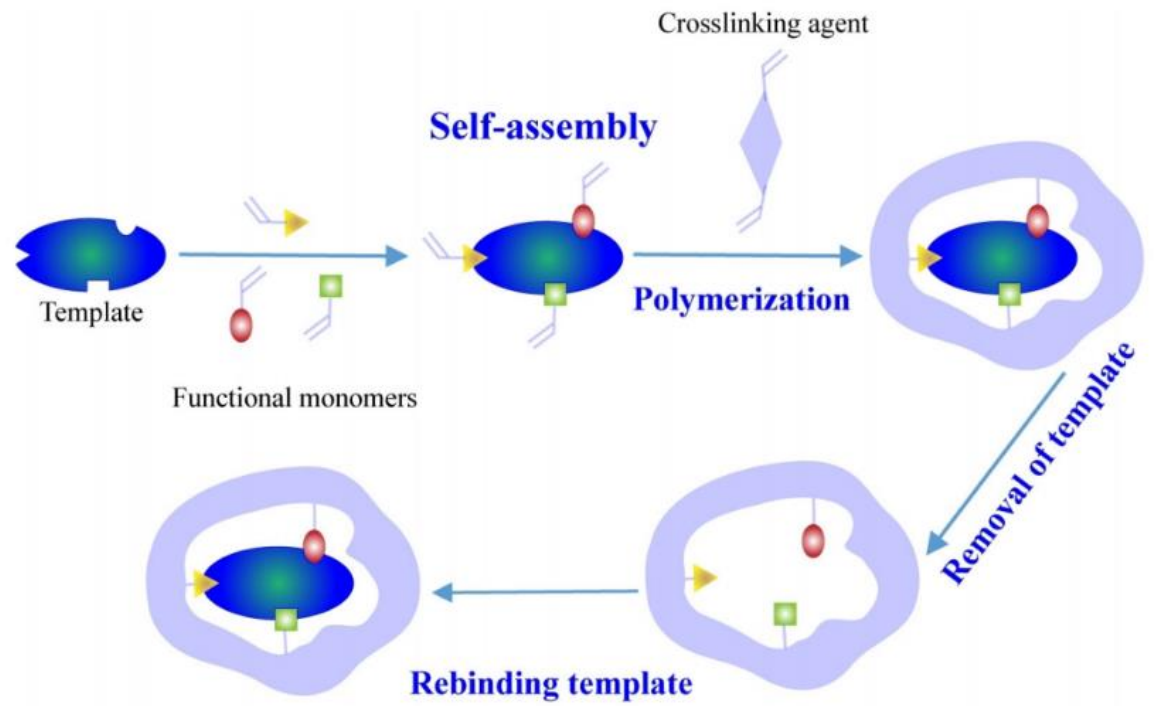 Crosslinking agent
Self-assembly
Template
Polymerization
Functional monomers
Removal of template
Rebinding template